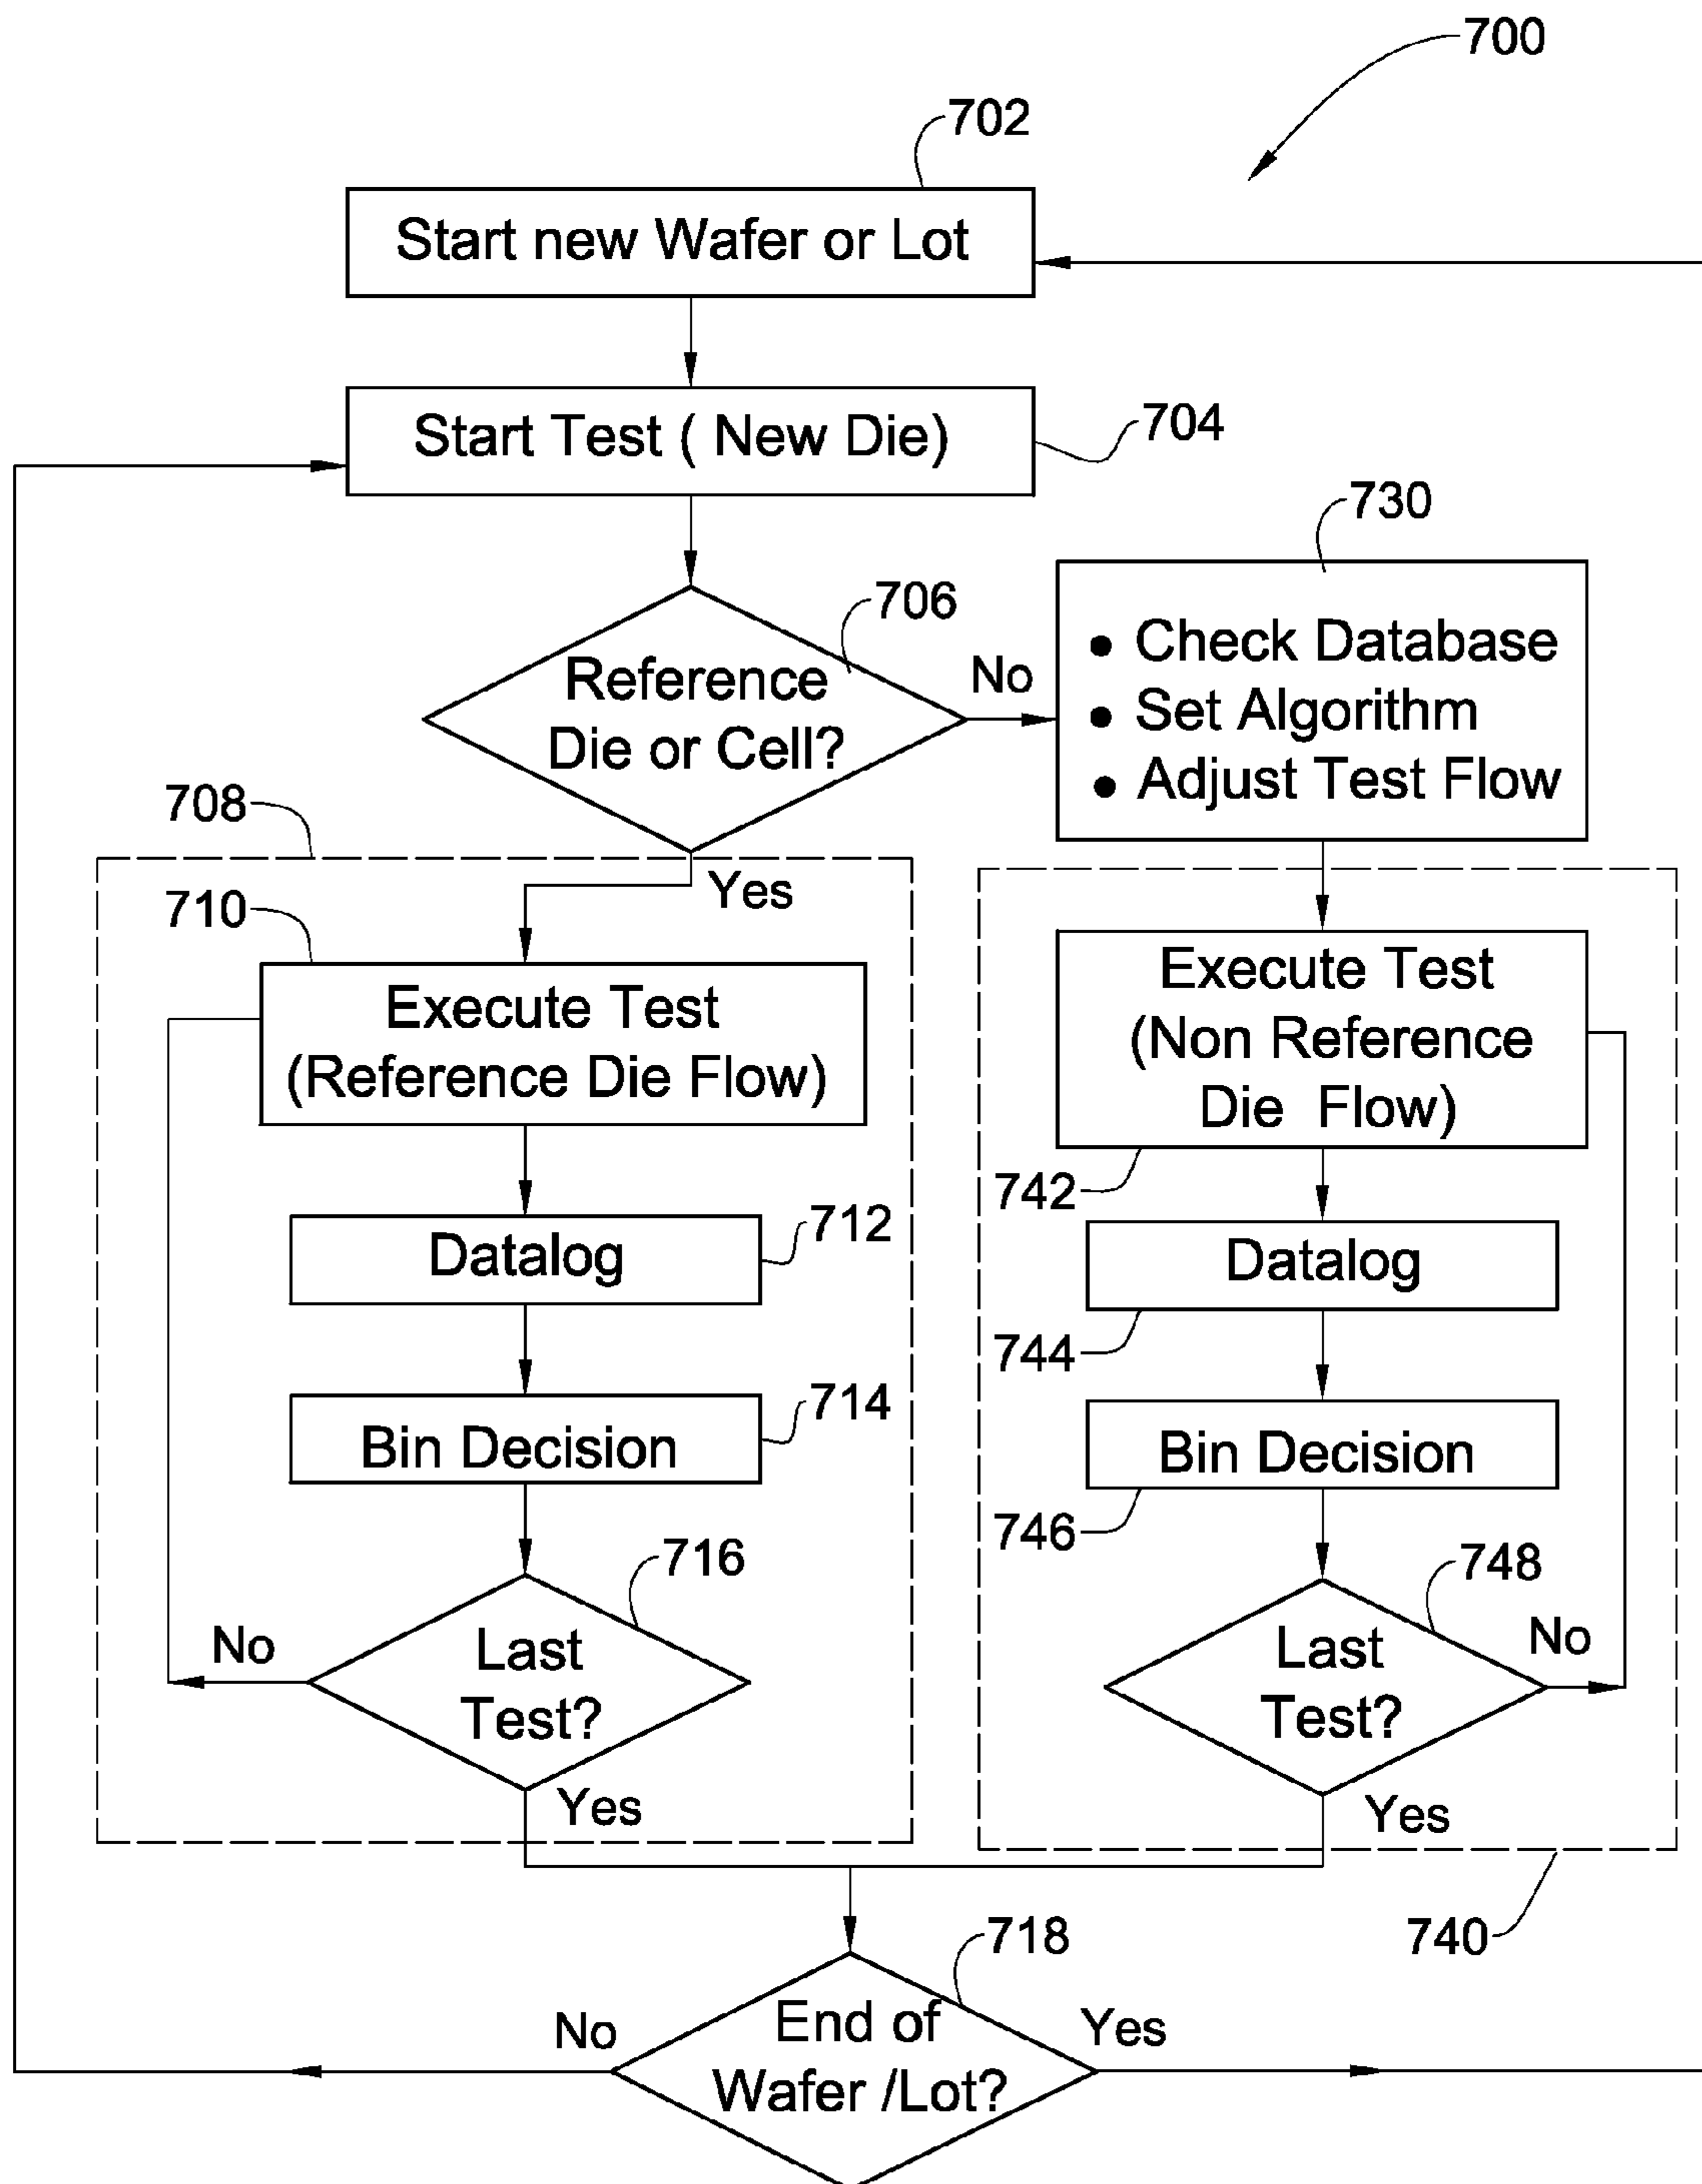 700
702
Start new Wafer or Lot
Start Test ( New Die)
704
730
706
Reference
Die or Cell?
No
• Check Database
• Set Algorithm
• Adjust Test Flow
708
Yes
710
Execute Test
(Reference Die Flow)
Execute Test
(Non Reference
Die Flow)
742
712
Datalog
Datalog
744
714
Bin Decision
Bin Decision
746
716
748
No
Last
Test?
Last
Test?
No
Yes
Yes
718
740
No
End of
Wafer /Lot?
Yes